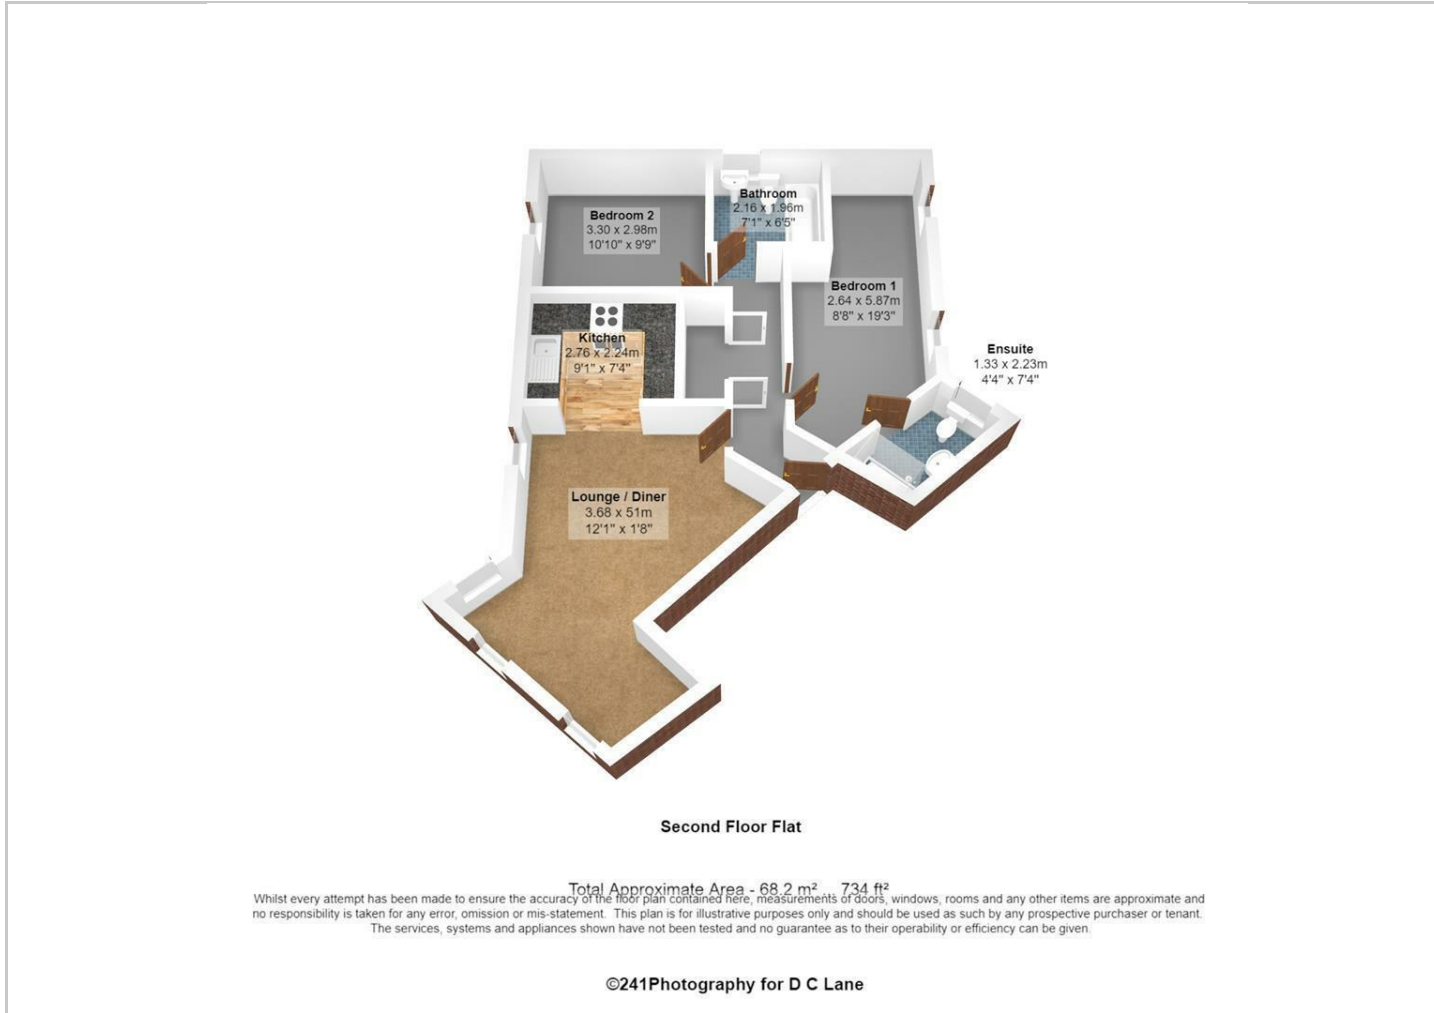 Bathroom
2.16 x 1.96m
7'1" x 6'5"
Bedroom 2
3.30 x 2.98m
10'10" x 9'9"
Bedroom 1
2.64 x 5.87m
8'8" x 19'3"
Kitchen
2.76 x 2.24m
9'1" x 7'4"
Ensuite
1.33 x 2.23m
4'4" x 7'4"
Lounge / Diner
3.68 x 51m
12'1" x 1'8"
Second Floor Flat
Total Approximate Area - 68.2 m² ... 734 ft²
Whilst every attempt has been made to ensure the accuracy of the floor plan contained here, measurements of doors, windows, rooms and any other items are approximate and
no responsibility is taken for any error, omission or mis-statement. This plan is for illustrative purposes only and should be used as such by any prospective purchaser or tenant.
The services, systems and appliances shown have not been tested and no guarantee as to their operability or efficiency can be given.
©241Photography for D C Lane